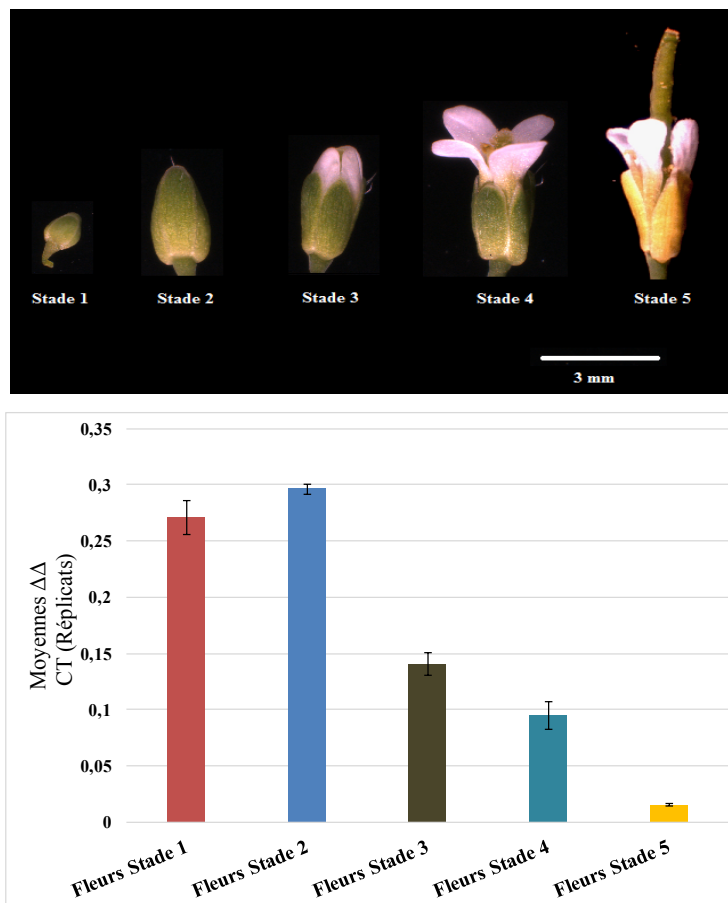 Stade 1 Stade 2 Stade 3 Stade 4 Stade 5
3 mm
0,35
0,3
0,25
0,2
0,15
0,1
0,05
0
Moyennes ΔΔ
CT (Réplicats)
Fleurs Stade 1 Fleurs Stade 2 Fleurs Stade 3 Fleurs Stade 4 Fleurs Stade 5